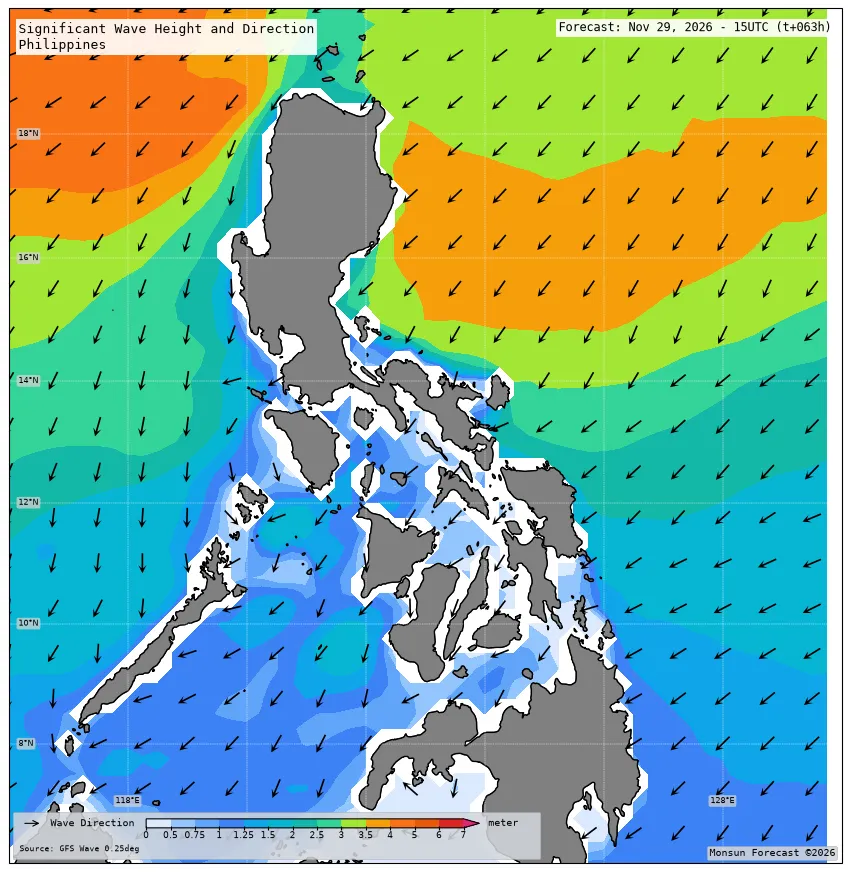 Significant Wave Height and Direction
Philippines
Forecast: Nov 29, 2026 - 15UTC (t+063h)
18°N
16°N
14°N
12°N
10°N
8°N
118°E
128°E
Wave Direction
0 0.5 0.75 1 1.25 1.5 2 2.5 3 3.5 4 5 6 7
meter
Source: GFS Wave 0.25deg
Monsun Forecast ©2026